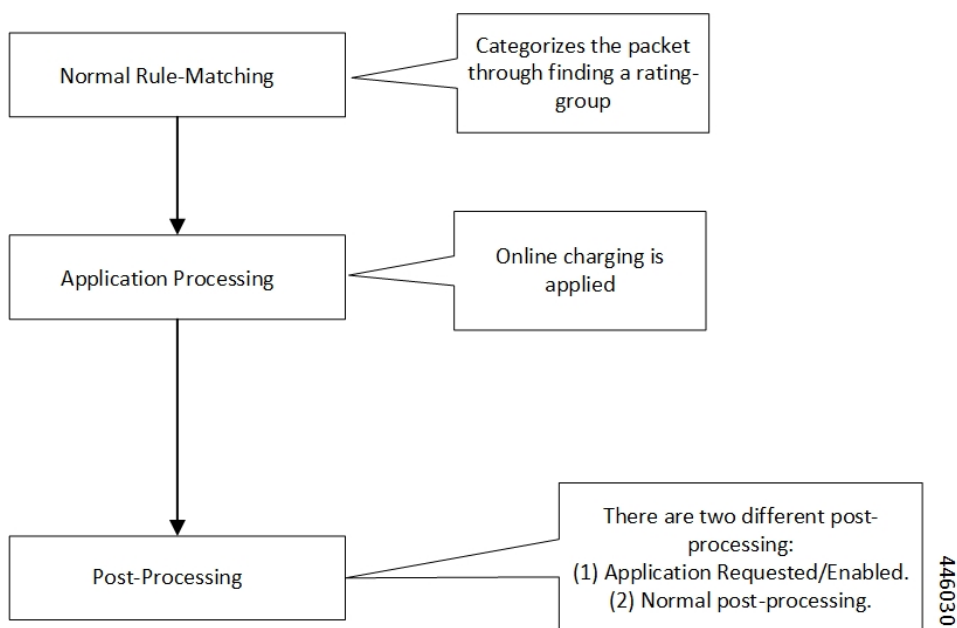 Normal Rule-Matching
Categorizes the packet
through finding a rating-
group
Application Processing
Online charging is
applied
Post-Processing
There are two different post-
processing:
(1) Application Requested/Enabled.
(2) Normal post-processing.
446030